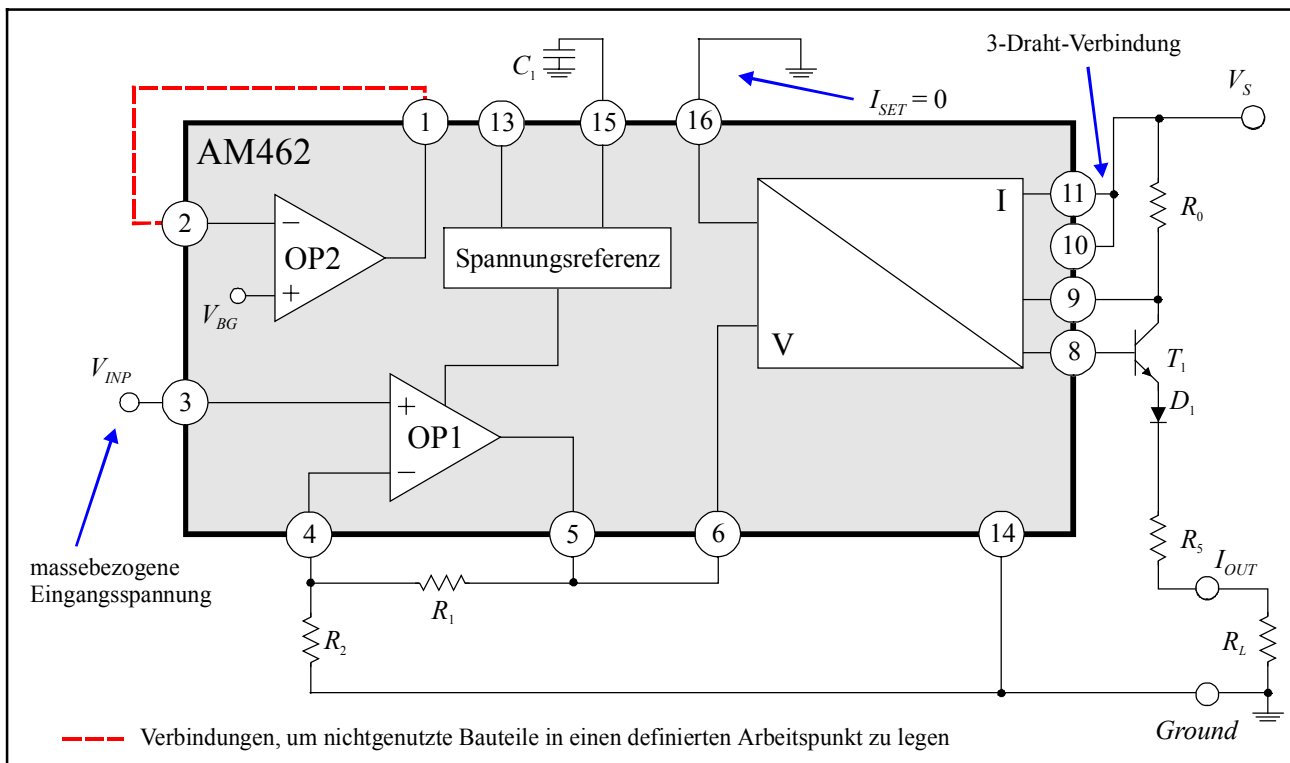 3-Draht-Verbindung
C₁
I_SET = 0
V_S
1
13
15
16
AM462
11
I
R₀
2
−
OP2
10
Spannungsreferenz
+
9
V_BG
V
8
T₁
V_INP
3
D₁
+
OP1
−
4
5
6
14
R₅
massebezogene
Eingangsspannung
I_OUT
R₁
R₂
R_L
Ground
Verbindungen, um nichtgenutzte Bauteile in einen definierten Arbeitspunkt zu legen